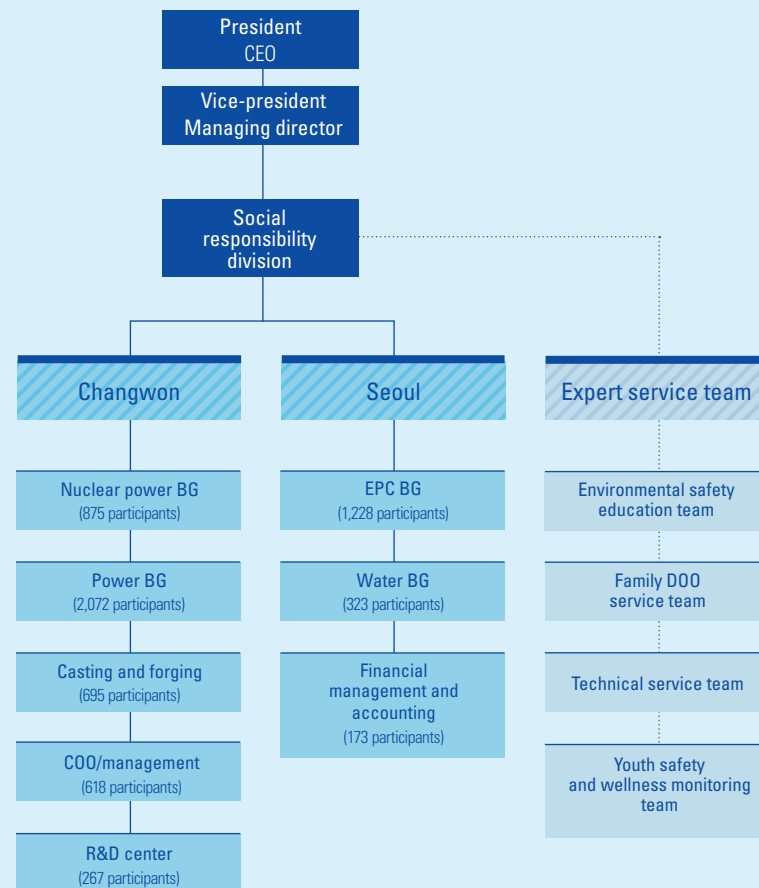 President
CEO
Vice-president
Managing director
Social
responsibility
division
Changwon
Seoul
Expert service team
Nuclear power BG
(875 participants)
EPC BG
(1,228 participants)
Environmental safety
education team
Power BG
(2,072 participants)
Water BG
(323 participants)
Family DOO
service team
Casting and forging
(695 participants)
Financial
management and
accounting
(173 participants)
Technical service team
COO/management
(618 participants)
Youth safety
and wellness monitoring
team
R&D center
(267 participants)